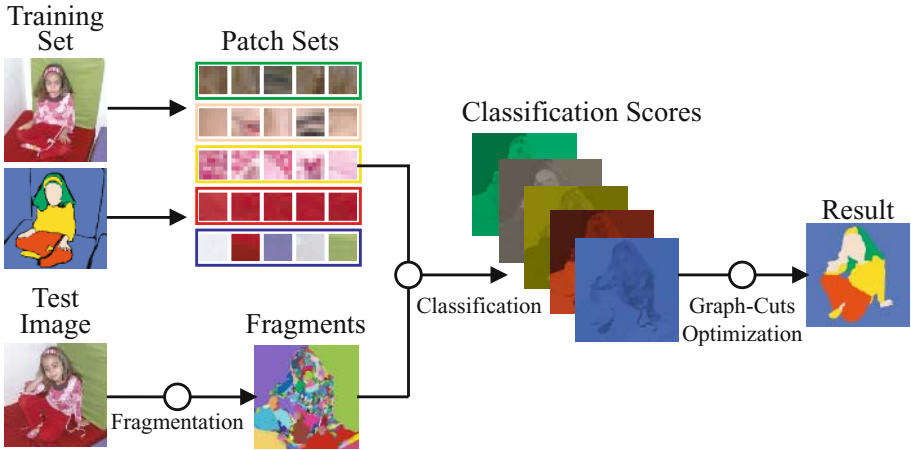 Training
Set
Patch Sets
Classification Scores
Result
Test
Image
Fragments
Classification
Graph-Cuts
Optimization
Fragmentation